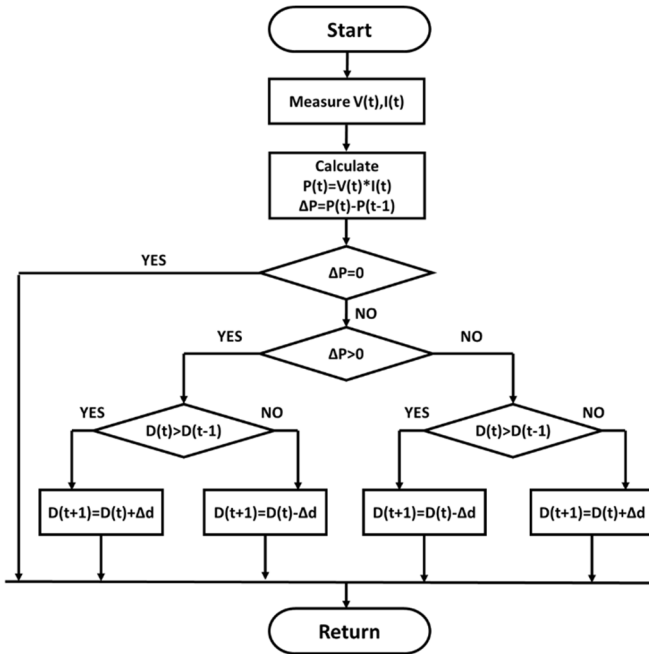 Start
Measure V(t),I(t)
Calculate
P(t)=V(t)*I(t)
ΔP=P(t)-P(t-1)
YES
ΔP=0
NO
YES
ΔP>0
NO
YES
D(t)>D(t-1)
NO
YES
D(t)>D(t-1)
NO
D(t+1)=D(t)+Δd
D(t+1)=D(t)-Δd
D(t+1)=D(t)-Δd
D(t+1)=D(t)+Δd
Return